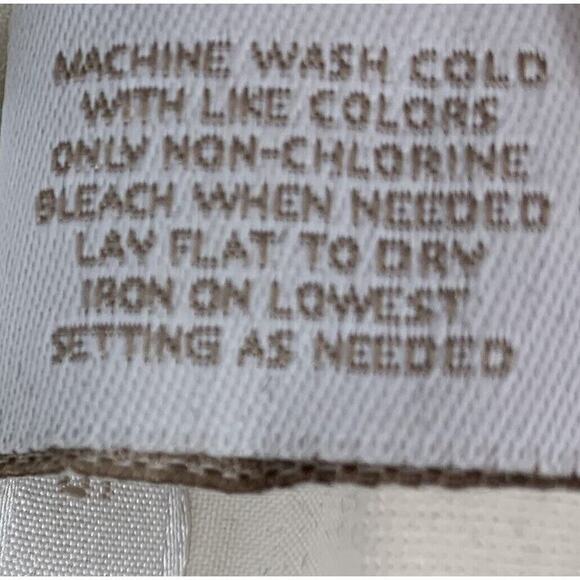 MACHINE WASH COLD
WITH LIKE COLORS
ONLY NON-CHLORINE
BLEACH WHEN NEEDED
LAY FLAT TO DRY
IRON ON LOWEST
SETTING AS NEEDED